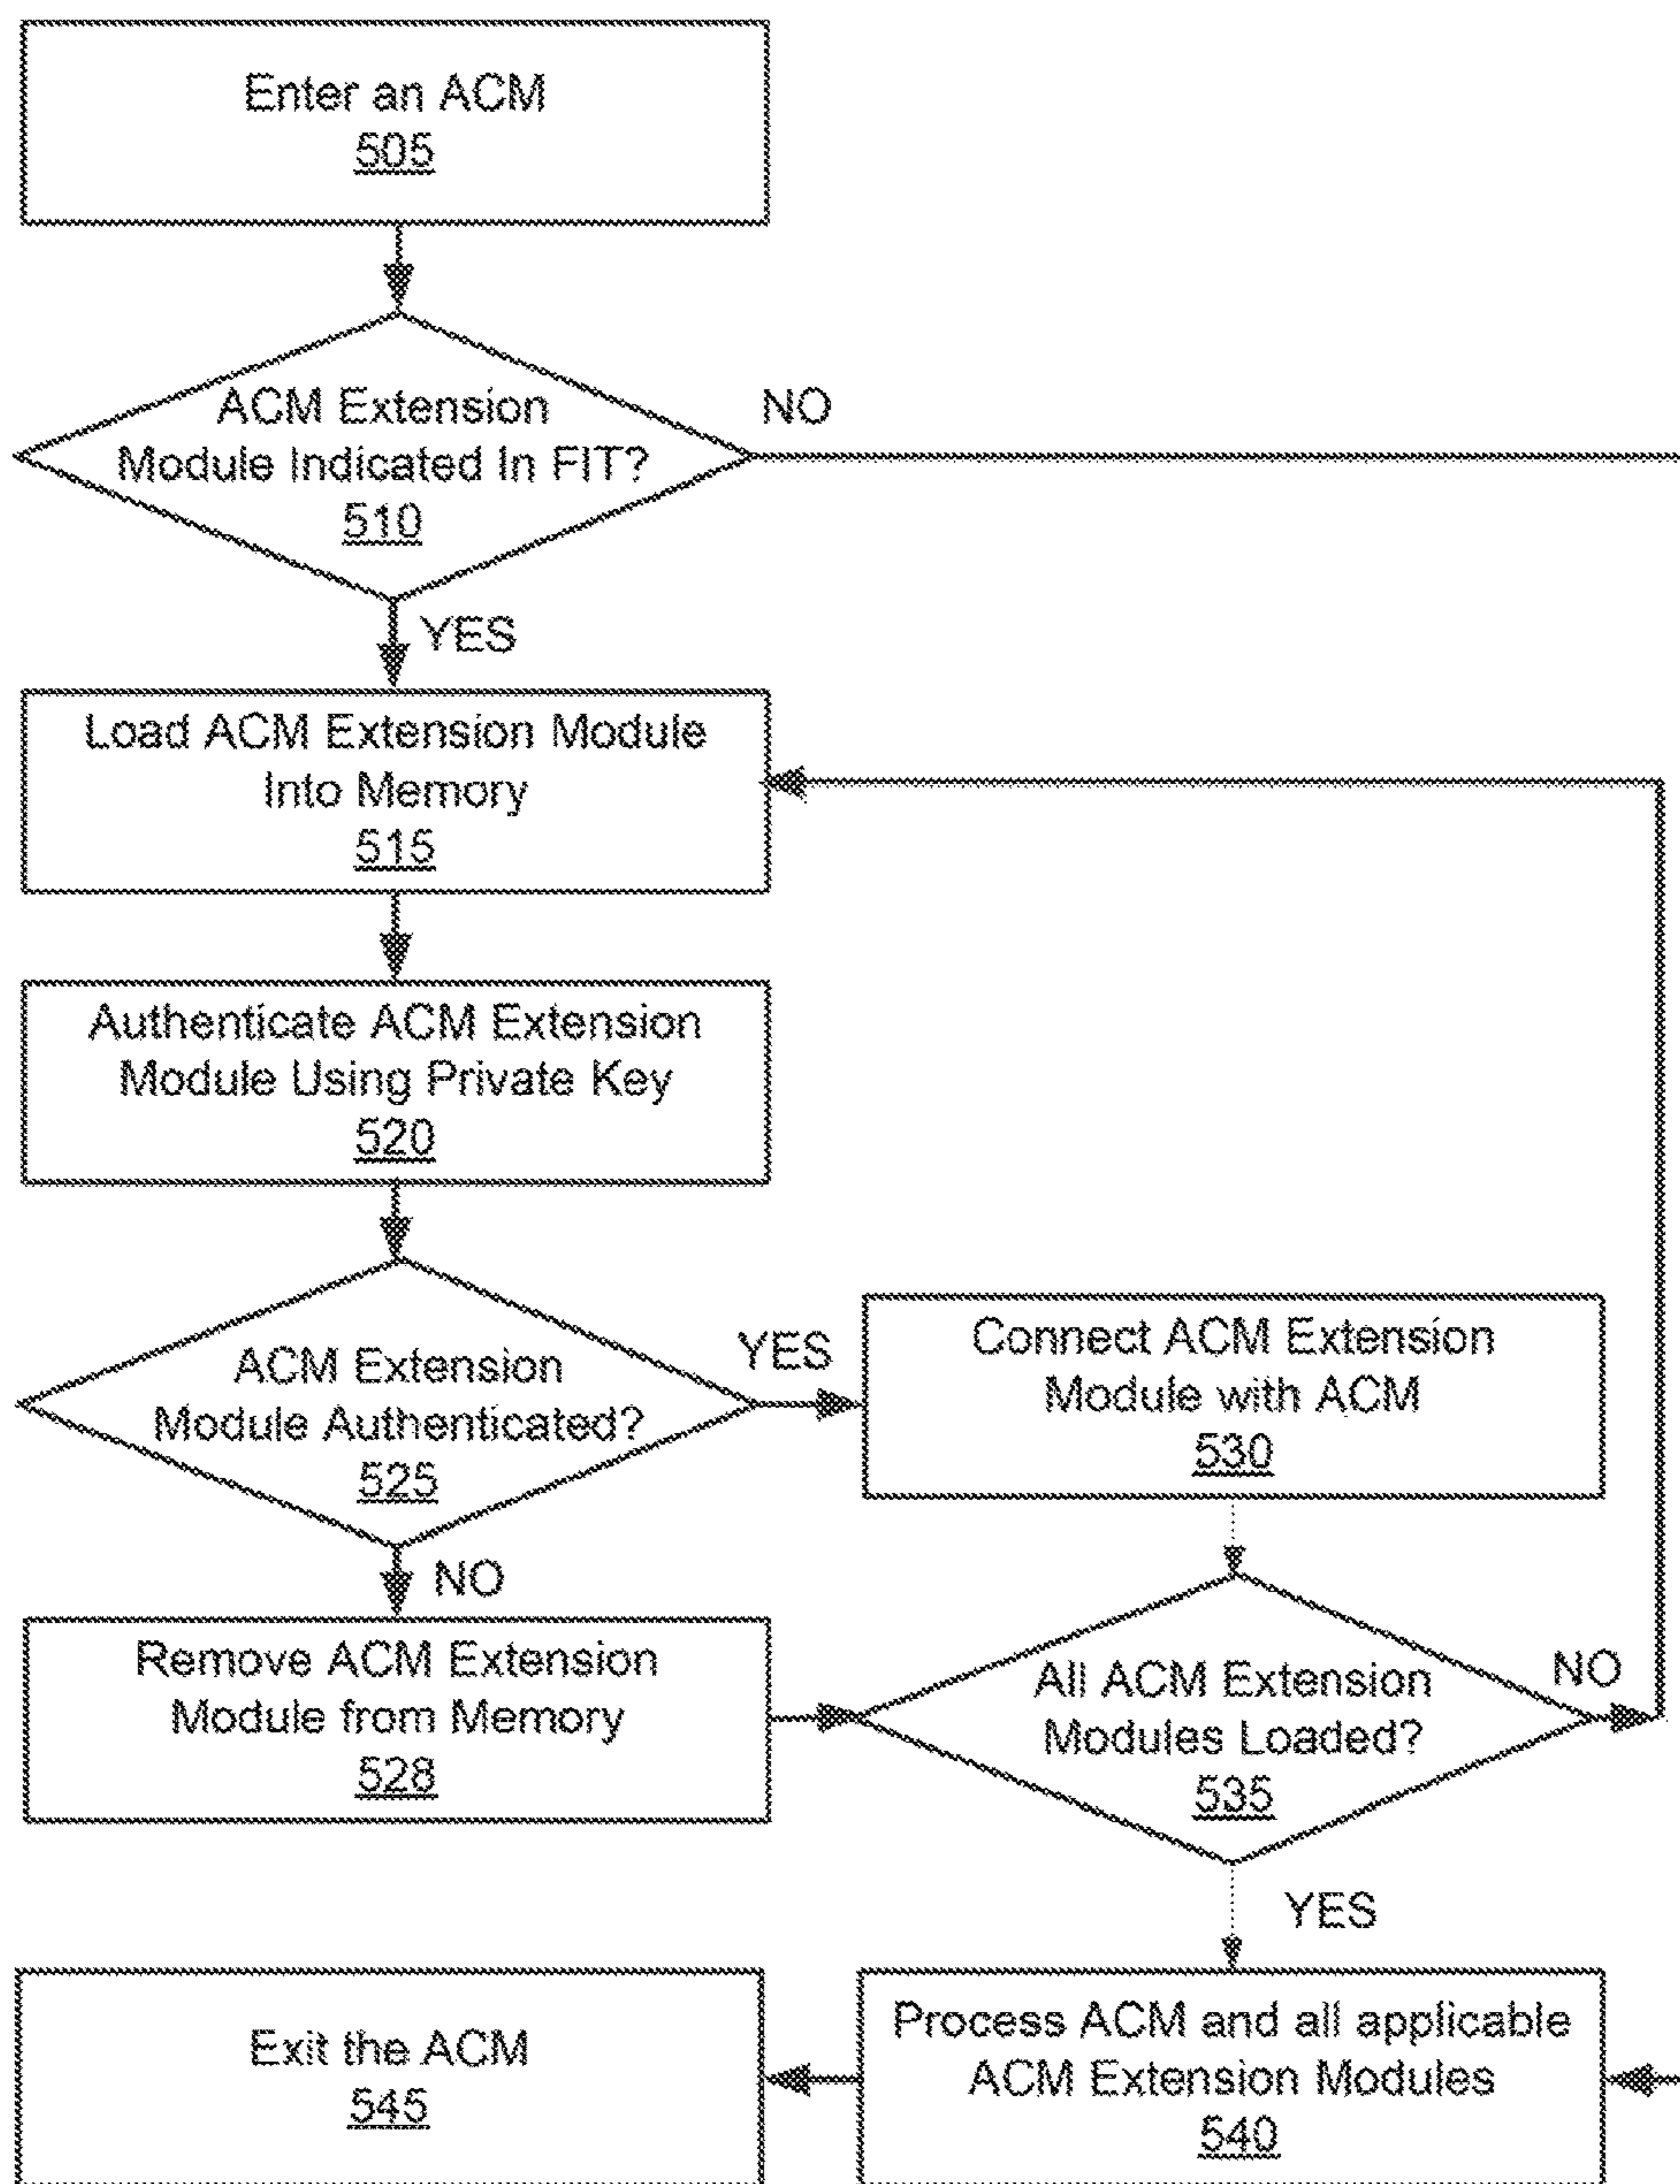 Enter an ACM
505
ACM Extension
Module Indicated In FIT?
510
NO
YES
Load ACM Extension Module
Into Memory
515
Authenticate ACM Extension
Module Using Private Key
520
ACM Extension
Module Authenticated?
525
YES
NO
Connect ACM Extension
Module with ACM
530
Remove ACM Extension
Module from Memory
528
All ACM Extension
Modules Loaded?
535
NO
YES
Process ACM and all applicable
ACM Extension Modules
540
Exit the ACM
545